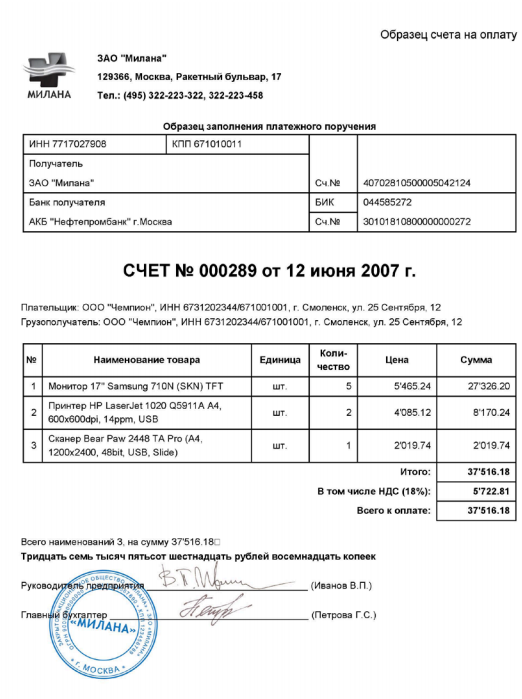 Образец счета на оплату
ЗАО "Милана"
129366, Москва, Ракетный бульвар, 17
Тел.: (495) 322-223-322, 322-223-458
МИЛАНА
Образец заполнения платежного поручения
ИНН 7717027908 КПП 671010011
Получатель
ЗАО "Милана" Сч.№ 40702810500005042124
Банк получателя БИК 044585272
АКБ "Нефтепромбанк" г.Москва Сч.№ 30101810800000000272
СЧЕТ № 000289 от 12 июня 2007 г.
Плательщик: ООО "Чемпион", ИНН 6731202344/671001001, г. Смоленск, ул. 25 Сентября, 12
Грузополучатель: ООО "Чемпион", ИНН 6731202344/671001001, г. Смоленск, ул. 25 Сентября, 12
№ Наименование товара Единица Коли-чество Цена Сумма
1 Монитор 17" Samsung 710N (SKN) TFT шт. 5 5'465.24 27'326.20
2 Принтер HP LaserJet 1020 Q5911A A4, 600x600dpi, 14ppm, USB шт. 2 4'085.12 8'170.24
3 Сканер Bear Paw 2448 TA Pro (A4, 1200x2400, 48bit, USB, Slide) шт. 1 2'019.74 2'019.74
Итого: 37'516.18
В том числе НДС (18%): 5'722.81
Всего к оплате: 37'516.18
Всего наименований 3, на сумму 37'516.18
Тридцать семь тысяч пятьсот шестнадцать рублей восемнадцать копеек
Руководитель предприятия (Иванов В.П.)
Главный бухгалтер (Петрова Г.С.)
«МИЛАНА»
* г. МОСКВА *